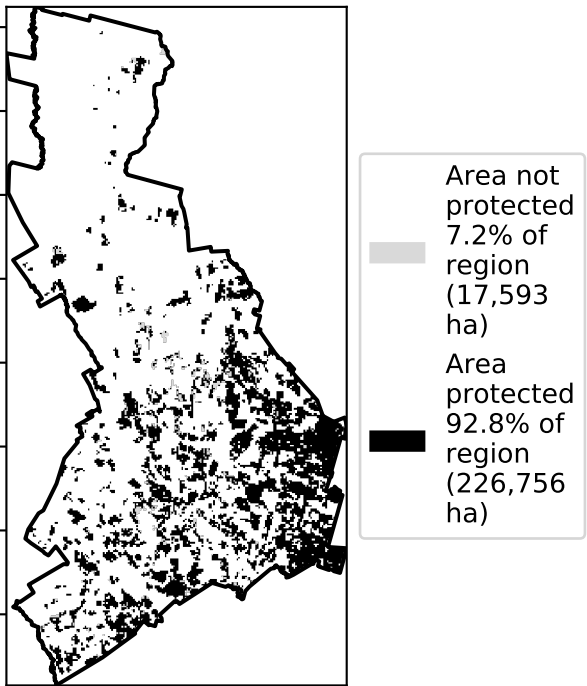 Area not
protected
7.2% of
region
(17,593
ha)
Area
protected
92.8% of
region
(226,756
ha)